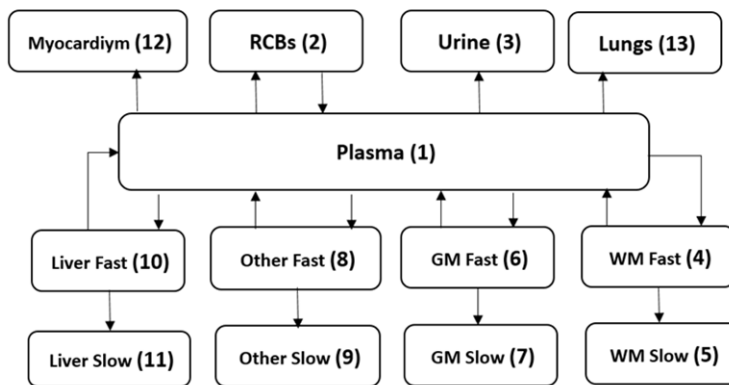 Myocardiym (12)
RCBs (2)
Urine (3)
Lungs (13)
Plasma (1)
Liver Fast (10)
Other Fast (8)
GM Fast (6)
WM Fast (4)
Liver Slow (11)
Other Slow (9)
GM Slow (7)
WM Slow (5)